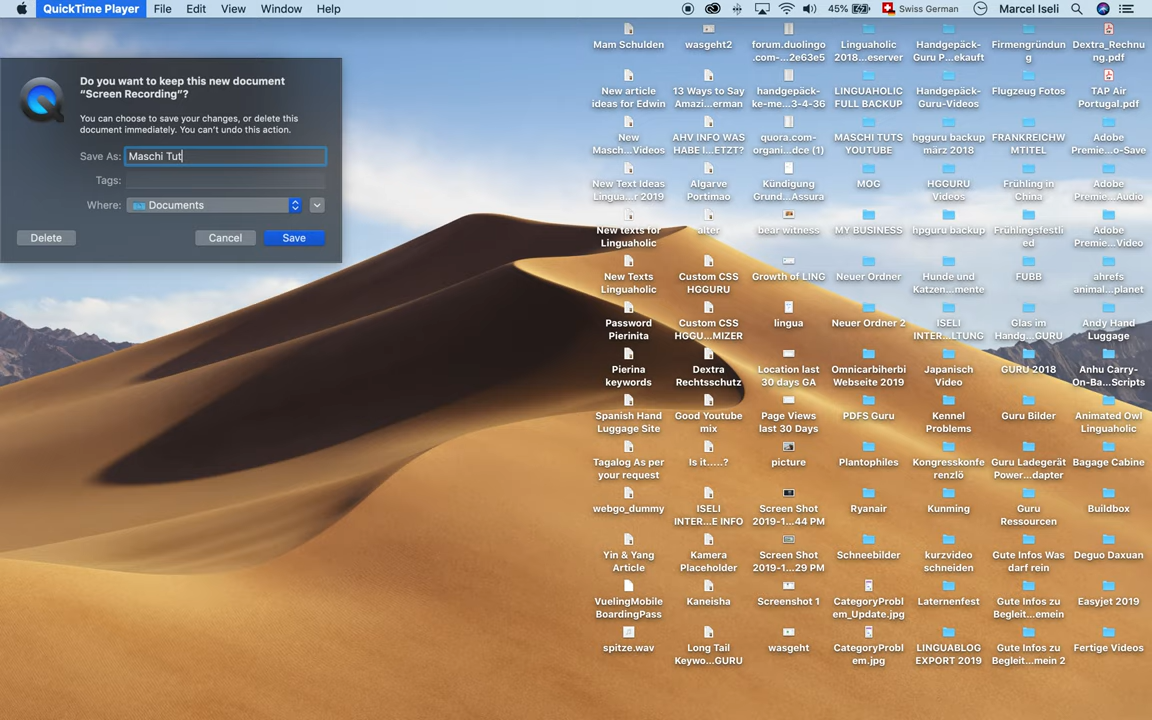 QuickTime Player File Edit View Window Help 45% Swiss German Marcel Iseli
Do you want to keep this new document
“Screen Recording”?
You can choose to save your changes, or delete this
document immediately. You can’t undo this action.
Save As: Maschi Tut
Tags:
Where: Documents
Delete Cancel Save
Mam Schulden
wasgeht2
forum.duolingo
.com-...2e63e5
Linguaholic
2018...eserver
Handgepäck-
Guru P...ekauft
Firmengründun
g
Dextra_Rechnu
ng.pdf
New article
ideas for Edwin
13 Ways to Say
Amazi...erman
handgepäck-
ke-me...3-4-36
LINGUAHOLIC
FULL BACKUP
Handgepäck-
Guru-Videos
Flugzeug Fotos
TAP Air
Portugal.pdf
New
Masch...Videos
AHV INFO WAS
HABE I...ETZT?
quora.com-
organi...dce (1)
MASCHI TUTS
YOUTUBE
hgguru backup
märz 2018
FRANKREICHW
MTITEL
Adobe
Premie...o-Save
New Text Ideas
Lingua...r 2019
Algarve
Portimao
Kündigung
Grund...Assura
MOG
HGGURU
Videos
Frühling in
China
Adobe
Premie...Audio
New texts for
Linguaholic
alter
bear witness
MY BUSINESS
hpguru backup
Frühlingsfestli
ed
Adobe
Premie...Video
New Texts
Linguaholic
Custom CSS
HGGURU
Growth of LING
Neuer Ordner
Hunde und
Katzen...mente
FUBB
ahrefs
animal...planet
Password
Pierinita
Custom CSS
HGGU...MIZER
lingua
Neuer Ordner 2
ISELI
INTER...LTUNG
Glas im
Handg...GURU
Andy Hand
Luggage
Pierina
keywords
Dextra
Rechtsschutz
Location last
30 days GA
Omnicarbiherbi
Webseite 2019
Japanisch
Video
GURU 2018
Anhu Carry-
On-Ba...Scripts
Spanish Hand
Luggage Site
Good Youtube
mix
Page Views
last 30 Days
PDFS Guru
Kennel
Problems
Guru Bilder
Animated Owl
Linguaholic
Tagalog As per
your request
Is it.....?
picture
Plantophiles
Kongresskonfe
renzlö
Guru Ladegerät
Power...dapter
Bagage Cabine
webgo_dummy
ISELI
INTER...E INFO
Screen Shot
2019-1...44 PM
Ryanair
Kunming
Guru
Ressourcen
Buildbox
Yin & Yang
Article
Kamera
Placeholder
Screen Shot
2019-1...29 PM
Schneebilder
kurzvideo
schneiden
Gute Infos Was
darf rein
Deguo Daxuan
VuelingMobile
BoardingPass
Kaneisha
Screenshot 1
CategoryProbl
em_Update.jpg
Laternenfest
Gute Infos zu
Begleit...emein
Easyjet 2019
spitze.wav
Long Tail
Keywo...GURU
wasgeht
CategoryProbl
em.jpg
LINGUABLOG
EXPORT 2019
Gute Infos zu
Begleit...mein 2
Fertige Videos